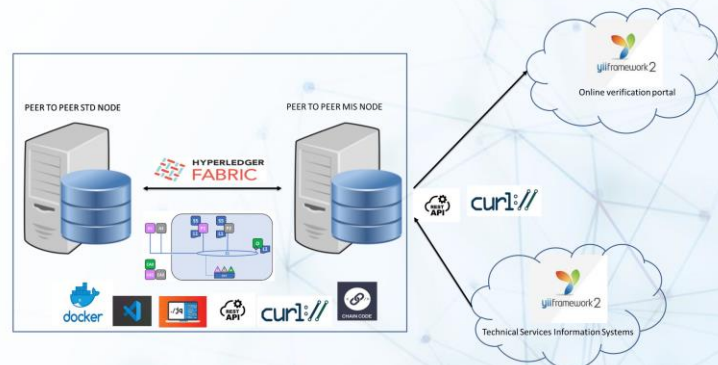 yiiframework2
Online verification portal
PEER TO PEER STD NODE
PEER TO PEER MIS NODE
HYPERLEDGER
FABRIC
REST
API
curl://
docker
./jq
REST
API
curl://
CHAIN CODE
yiiframework2
Technical Services Information Systems